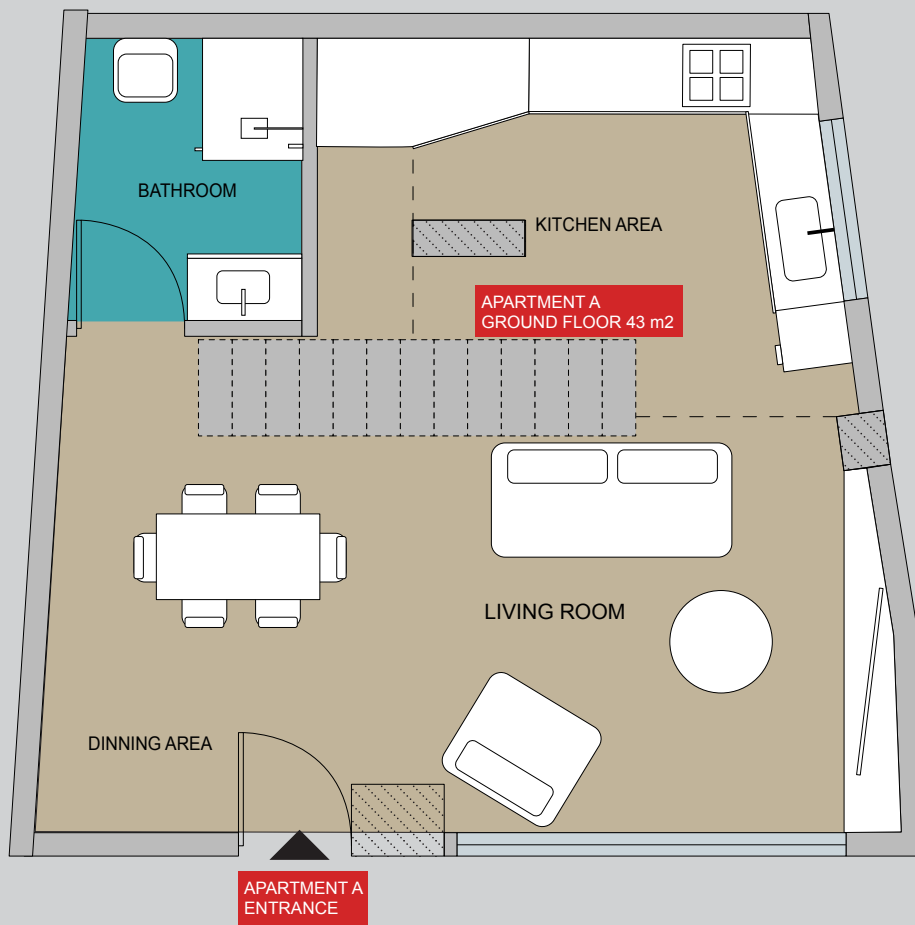 BATHROOM
KITCHEN AREA
APARTMENT A
GROUND FLOOR 43 m2
LIVING ROOM
DINNING AREA
APARTMENT A
ENTRANCE